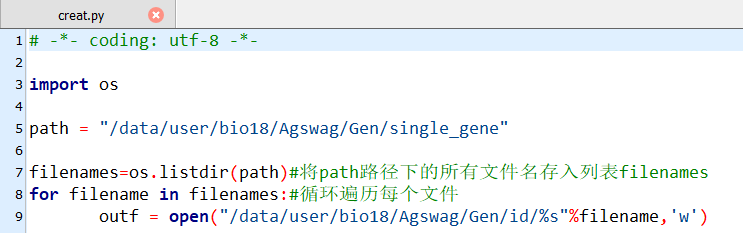 creat.py
1 # -*- coding: utf-8 -*-
2
3 import os
4
5 path = "/data/user/bio18/Agswag/Gen/single_gene"
6
7 filenames=os.listdir(path)#将path路径下的所有文件名存入列表filenames
8 for filename in filenames:#循环遍历每个文件
9 outf = open("/data/user/bio18/Agswag/Gen/id/%s"%filename,'w')